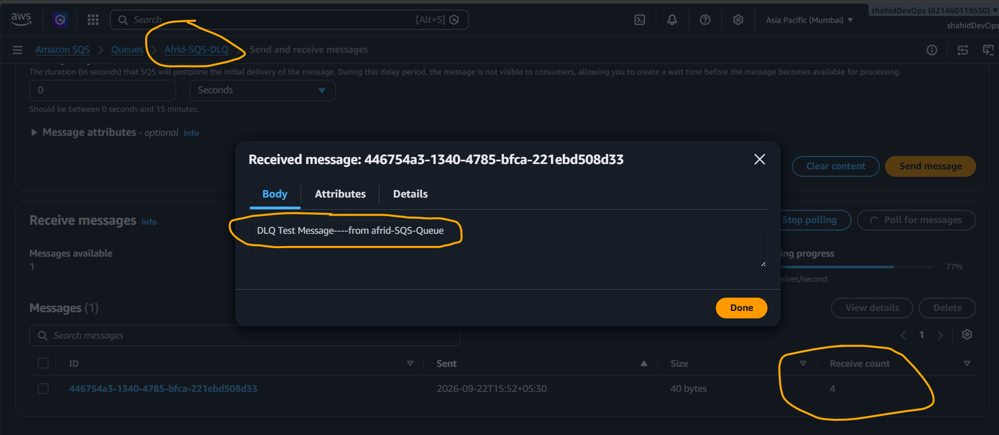 aws
Search [Alt+S]
Asia Pacific (Mumbai)
shahidDevOps (821460119550)
shahidDevOps
Amazon SQS
Queues
Afrid-SQS-DLQ
Send and receive messages
The duration (in seconds) that SQS will postpone the initial delivery of the message. During this delay period, the message is not visible to consumers, allowing you to create a wait time before the message becomes available for processing.
0
Seconds
Should be between 0 seconds and 15 minutes.
Message attributes - optional Info
Clear content
Send message
Received message: 446754a3-1340-4785-bfca-221ebd508d33
Body
Attributes
Details
DLQ Test Message----from afrid-SQS-Queue
Done
Receive messages Info
Stop polling
Poll for messages
Messages available
1
ing progress
77%
eives/second
Messages (1)
View details
Delete
Search messages
1
ID
Sent
Size
Receive count
446754a3-1340-4785-bfca-221ebd508d33
2026-09-22T15:52+05:30
40 bytes
4